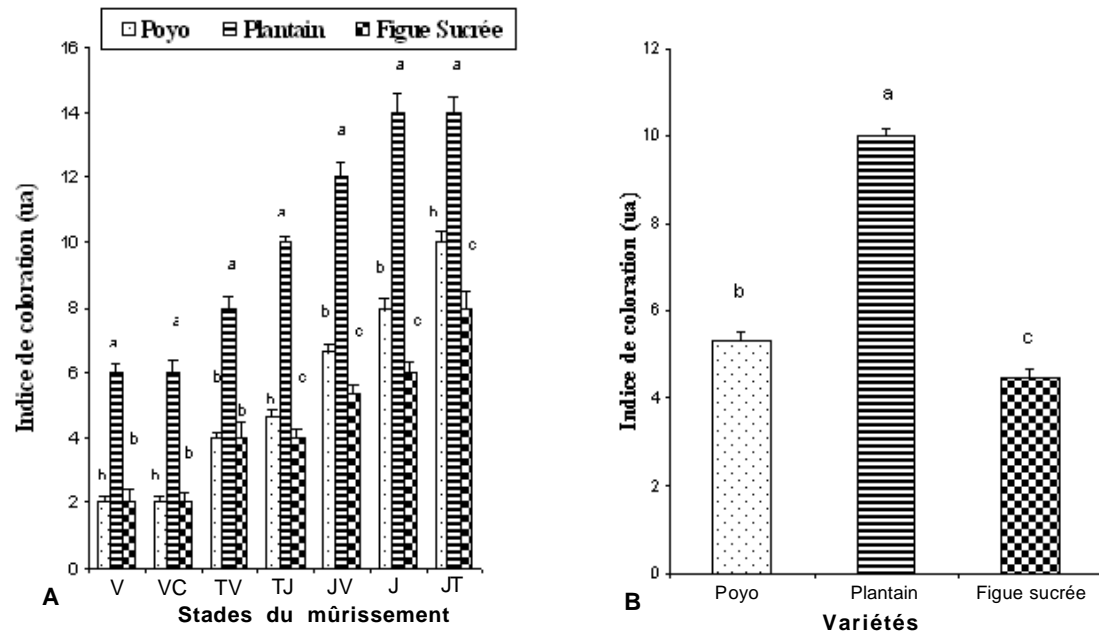 Poyo Plantain Figue Sucrée
Indice de coloration (ua)
16
14
12
10
8
6
4
2
0
h a b
h a b
b a b
h a c
b a c
b a c
h a c
V VC TV TJ JV J JT
A
Stades du mûrissement
Indice de coloration (ua)
12
10
8
6
4
2
0
b a c
Poyo Plantain Figue sucrée
B
Variétés